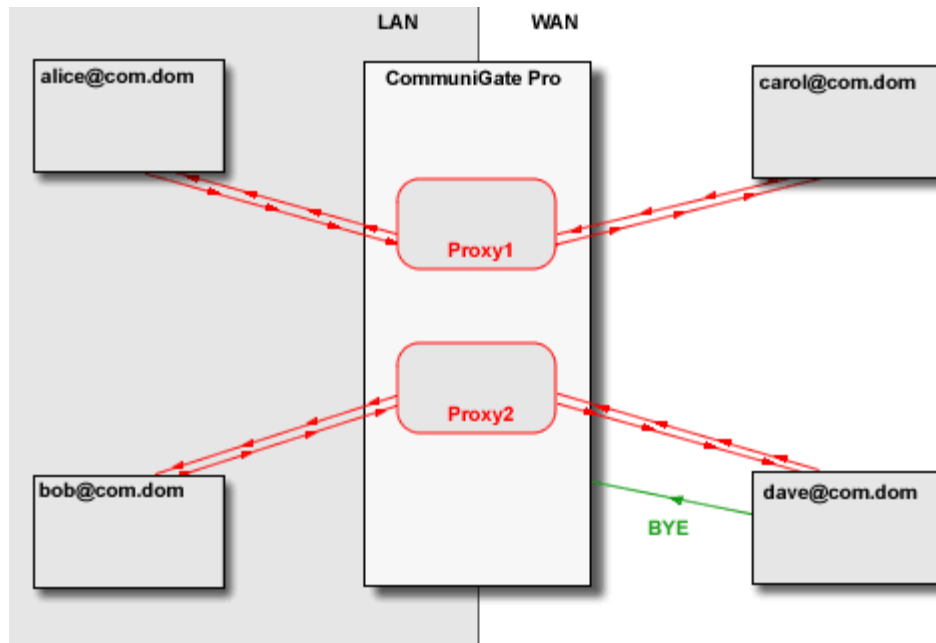 LAN
WAN
alice@com.dom
CommuniGate Pro
carol@com.dom
Proxy1
Proxy2
bob@com.dom
dave@com.dom
BYE